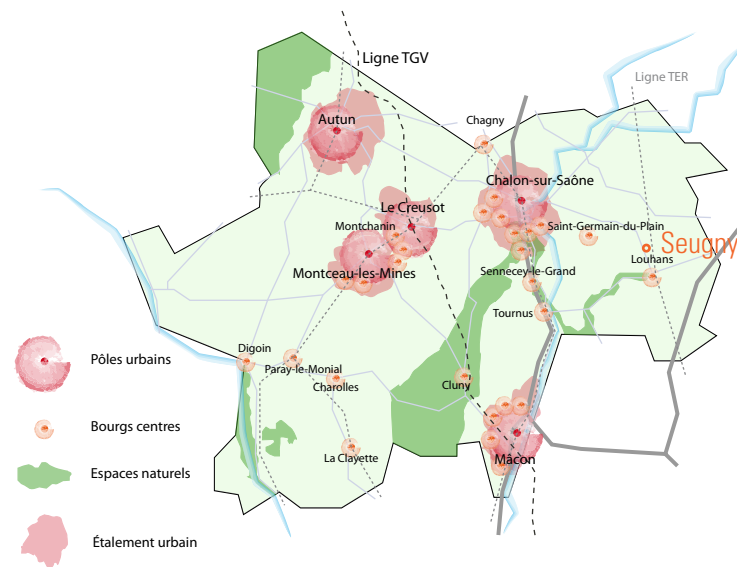 Ligne TGV
Ligne TER
Autun
Chagny
Chalon-sur-Saône
Le Creusot
Montchanin
Saint-Germain-du-Plain
Seugny
Louhans
Montceau-les-Mines
Sennecey-le-Grand
Tournus
Digoin
Paray-le-Monial
Charolles
Cluny
La Clayette
Mâcon
Pôles urbains
Bourgs centres
Espaces naturels
Étalement urbain